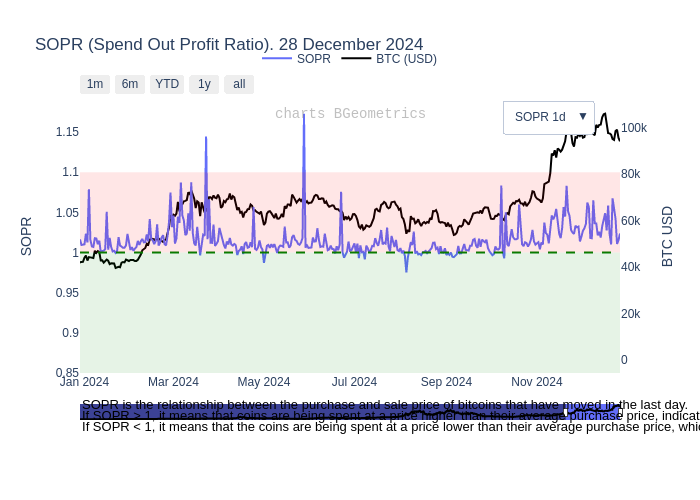 SOPR (Spend Out Profit Ratio). 28 December 2024
SOPR BTC (USD)
1m 6m YTD 1y all
charts BGeometrics
SOPR 1d ▼
1.15
1.1
1.05
1
0.95
0.9
0.85
SOPR
100k
80k
60k
40k
20k
0
BTC USD
Jan 2024 Mar 2024 May 2024 Jul 2024 Sep 2024 Nov 2024
SOPR is the relationship between the purchase and sale price of bitcoins that have moved in the last day.
If SOPR > 1, it means that coins are being spent at a price higher than their average purchase price, indicat
If SOPR < 1, it means that the coins are being spent at a price lower than their average purchase price, whic